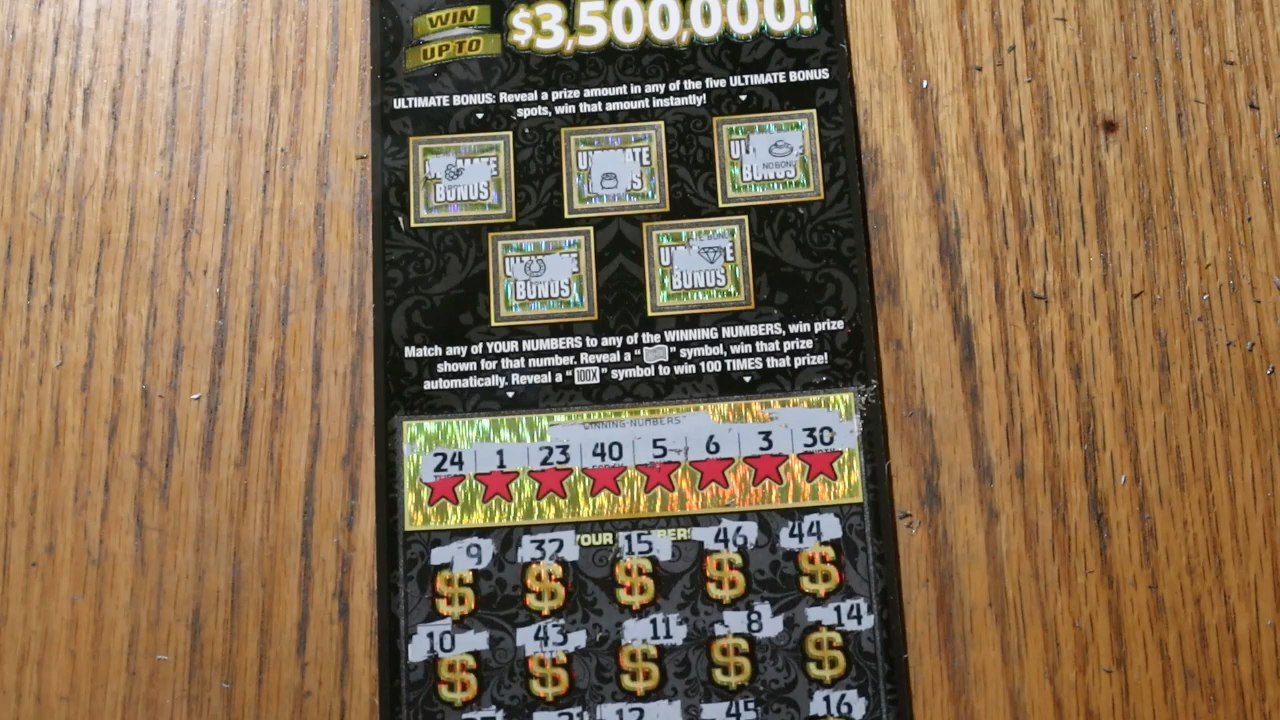 WIN
UP TO
$3,500,000!
ULTIMATE BONUS: Reveal a prize amount in any of the five ULTIMATE BONUS
spots, win that amount instantly!
BONUS
NO BONU
BONUS
BONUS
BONUS
Match any of YOUR NUMBERS to any of the WINNING NUMBERS, win prize
shown for that number. Reveal a " " symbol, win that prize
automatically. Reveal a "100X" symbol to win 100 TIMES that prize!
WINNING NUMBERS
24 1 23 40 5 6 3 30
YOUR
9 32 15 46 44
$ $ $ $ $
10 43 11 8 14
$ $ $ $ $
12 45 16